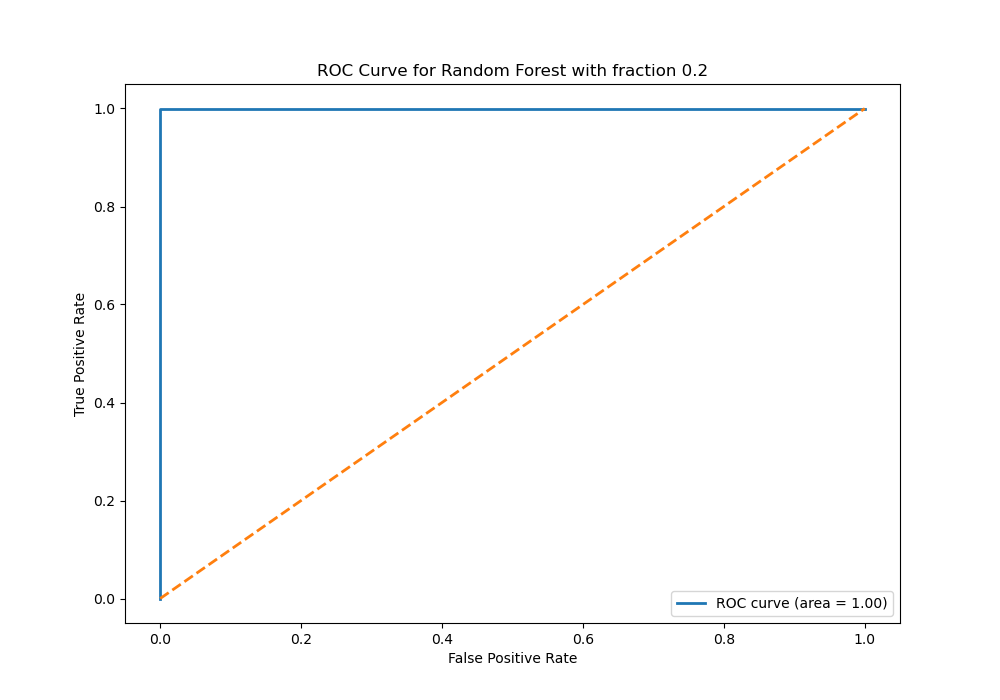 ROC Curve for Random Forest with fraction 0.2
True Positive Rate
1.0
0.8
0.6
0.4
0.2
0.0
ROC curve (area = 1.00)
0.0 0.2 0.4 0.6 0.8 1.0
False Positive Rate